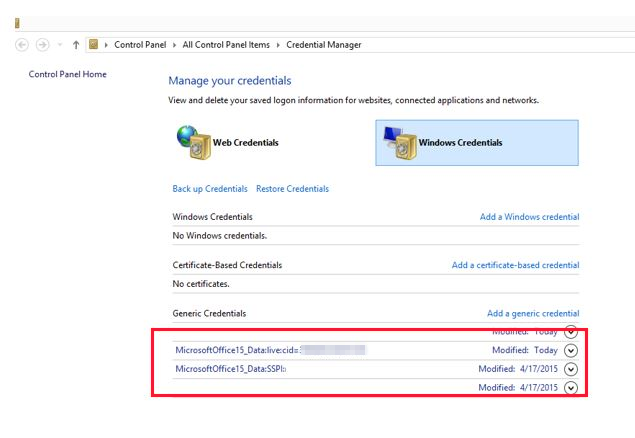 Control Panel ▸ All Control Panel Items ▸ Credential Manager
Control Panel Home
Manage your credentials
View and delete your saved logon information for websites, connected applications and networks.
Web Credentials
Windows Credentials
Back up Credentials Restore Credentials
Windows Credentials Add a Windows credential
No Windows credentials.
Certificate-Based Credentials Add a certificate-based credential
No certificates.
Generic Credentials Add a generic credential
Modified: Today
MicrosoftOffice15_Data:live:cid= Modified: Today
MicrosoftOffice15_Data:SSPI: Modified: 4/17/2015
Modified: 4/17/2015